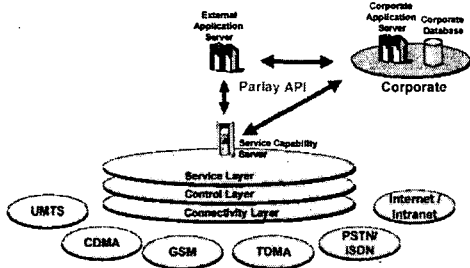 External
Application
Server
Corporate
Application
Server
Corporate
Database
Parlay API
Corporate
Service Capability
Server
Service Layer
Control Layer
Connectivity Layer
UMTS
CDMA
GSM
TDMA
PSTN/
ISDN
Internet /
Intranet